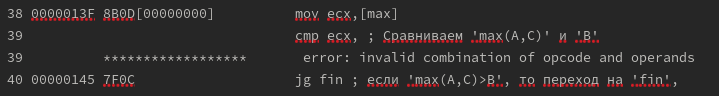 38 0000013F 8B0D[00000000] mov ecx,[max]
39 cmp ecx, ; Сравниваем 'max(A,C)' и 'B'
39 ****************** error: invalid combination of opcode and operands
40 00000145 7F0C jg fin ; если 'max(A,C)>B', то переход на 'fin',